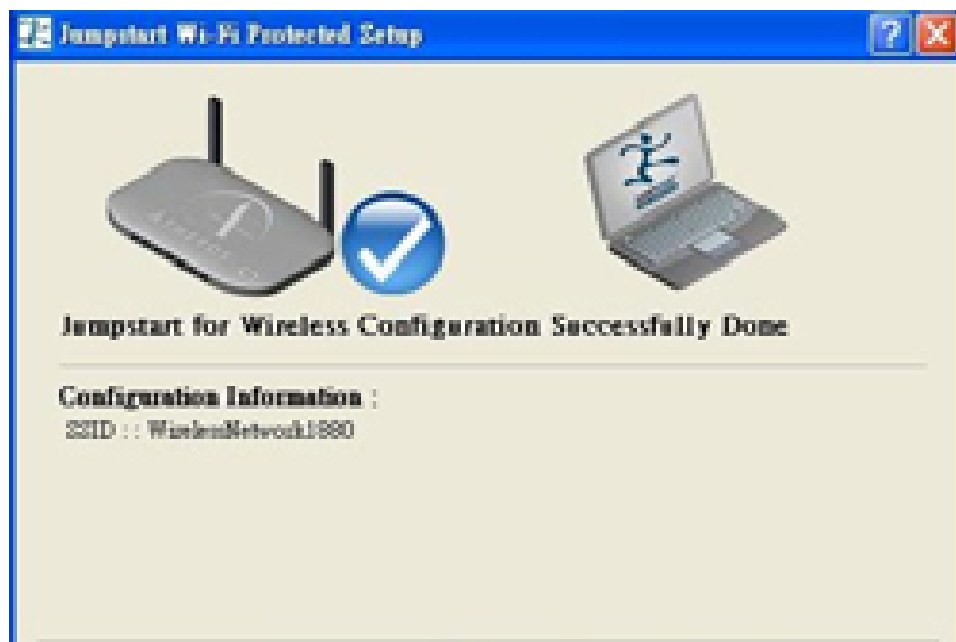 Jumpstart Wi-Fi Protected Setup
Jumpstart for Wireless Configuration Successfully Done
Configuration Information :
SSID :: WirelessNetwork1880